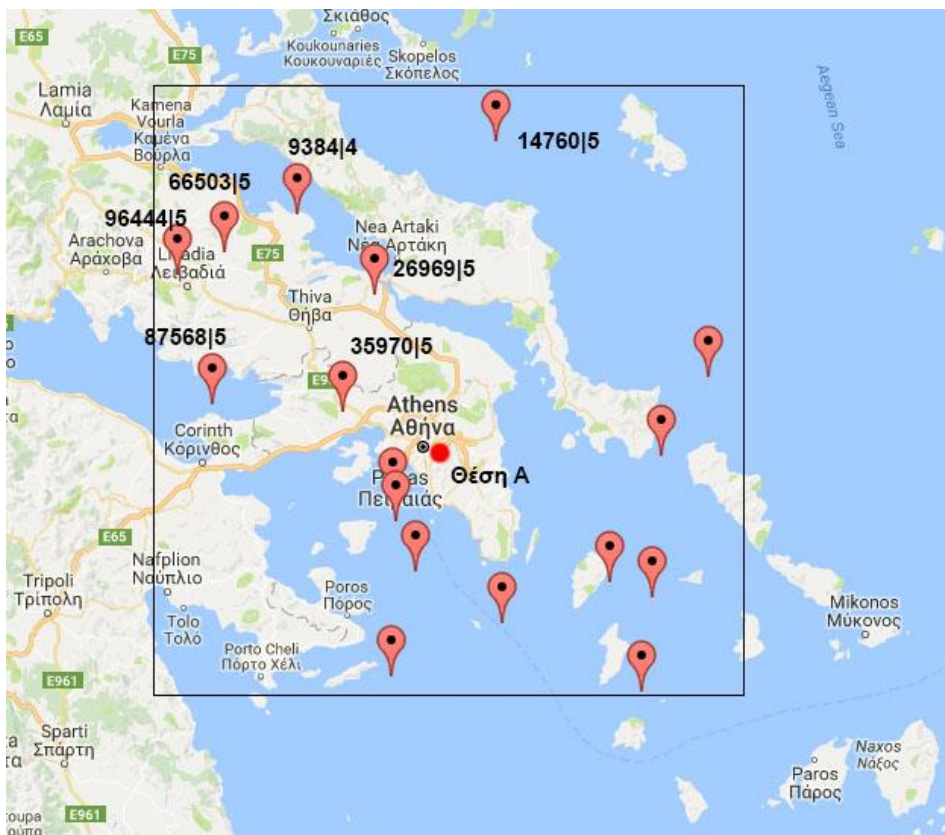 Σκιάθος
E65
Koukounaries
Κουκουναριές
Skopelos
Σκόπελος
E75
Lamia
Λαμία
Kamena
Vourla
Καμένα
Βούρλα
Aegean Sea
14760|5
9384|4
66503|5
96444|5
Arachova
Αράχοβα
E75
Nea Artaki
Νέα Αρτάκη
26969|5
Λειβαδιά
Thiva
Θήβα
87568|5
35970|5
Athens
Αθήνα
Corinth
Κόρινθος
Θέση Α
Πειραιάς
E65
Nafplion
Ναύπλιο
Tripoli
Τρίπολη
Tolo
Τολό
Poros
Πόρος
Mikonos
Μύκονος
Porto Cheli
Πόρτο Χέλι
E961
Sparti
Σπάρτη
Naxos
Νάξος
Paros
Πάρος
E961